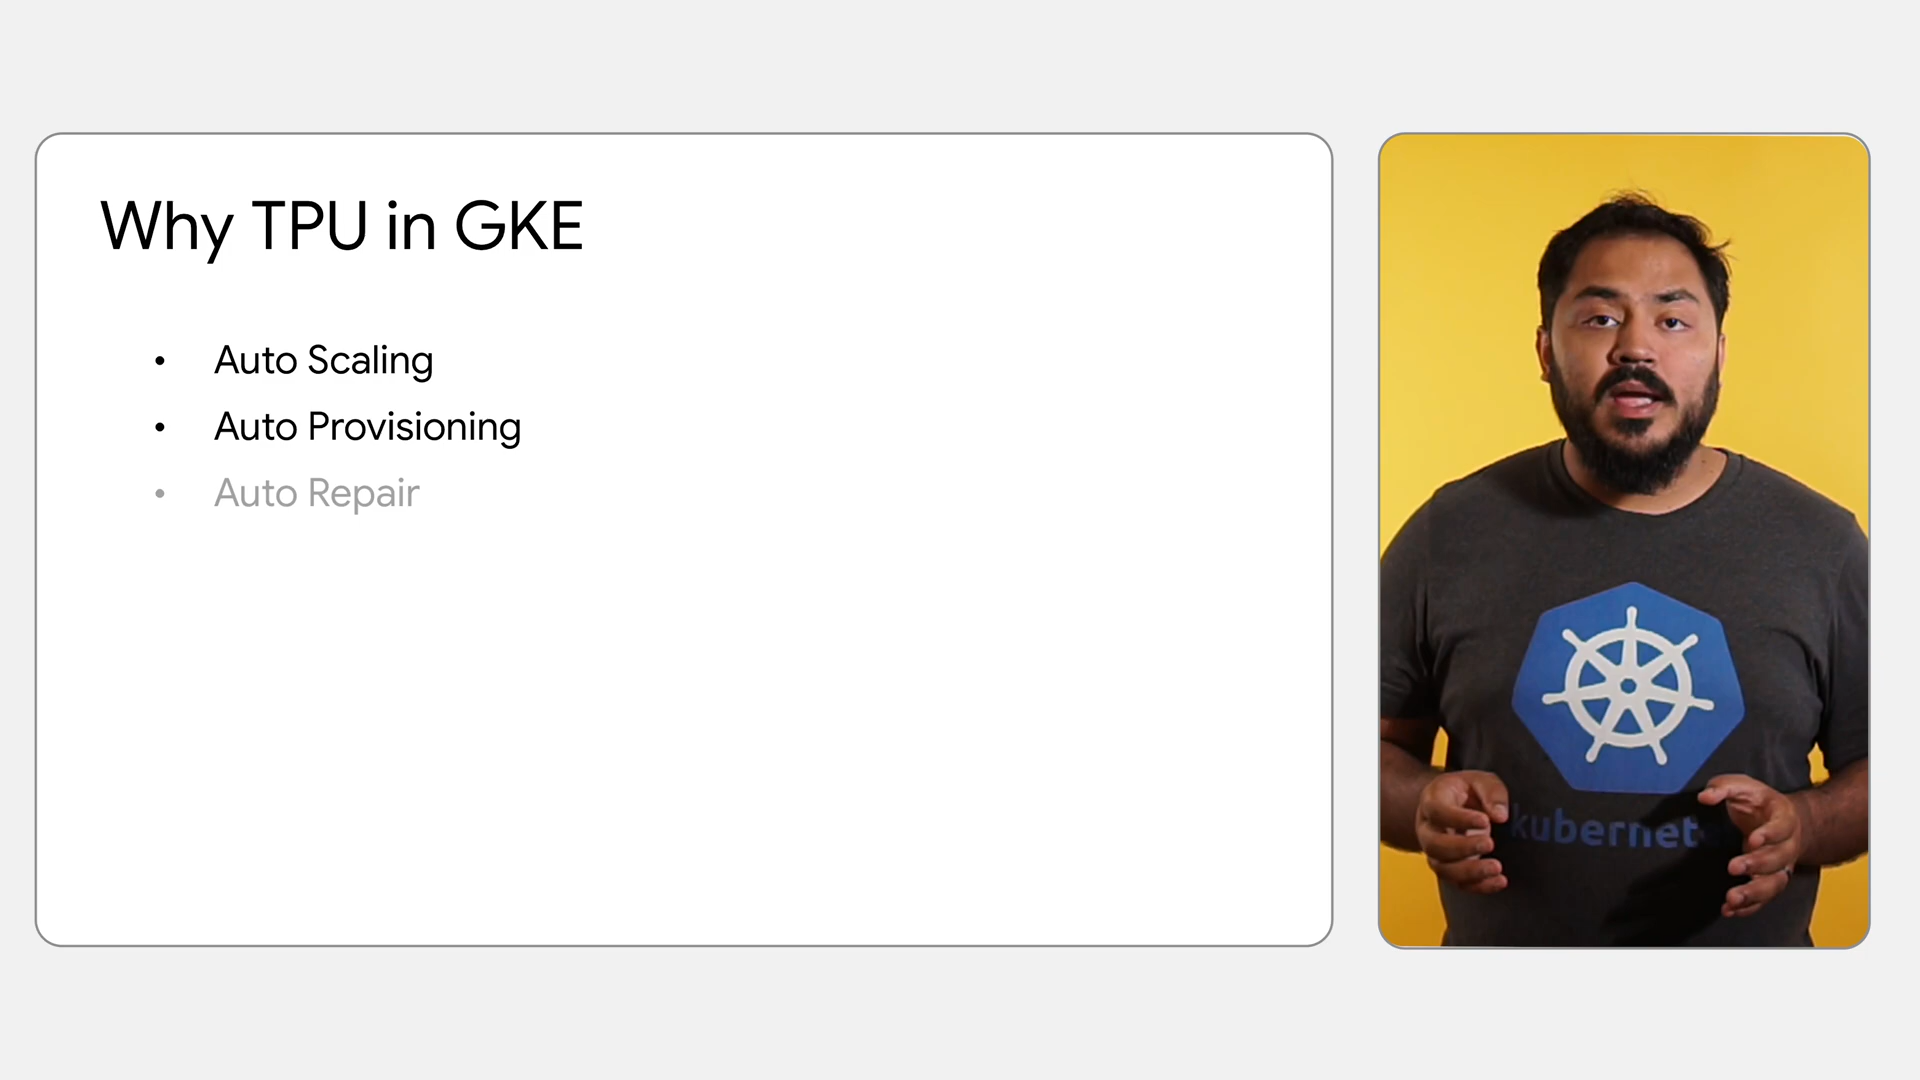 Why TPU in GKE
• Auto Scaling
• Auto Provisioning
• Auto Repair
kubernet